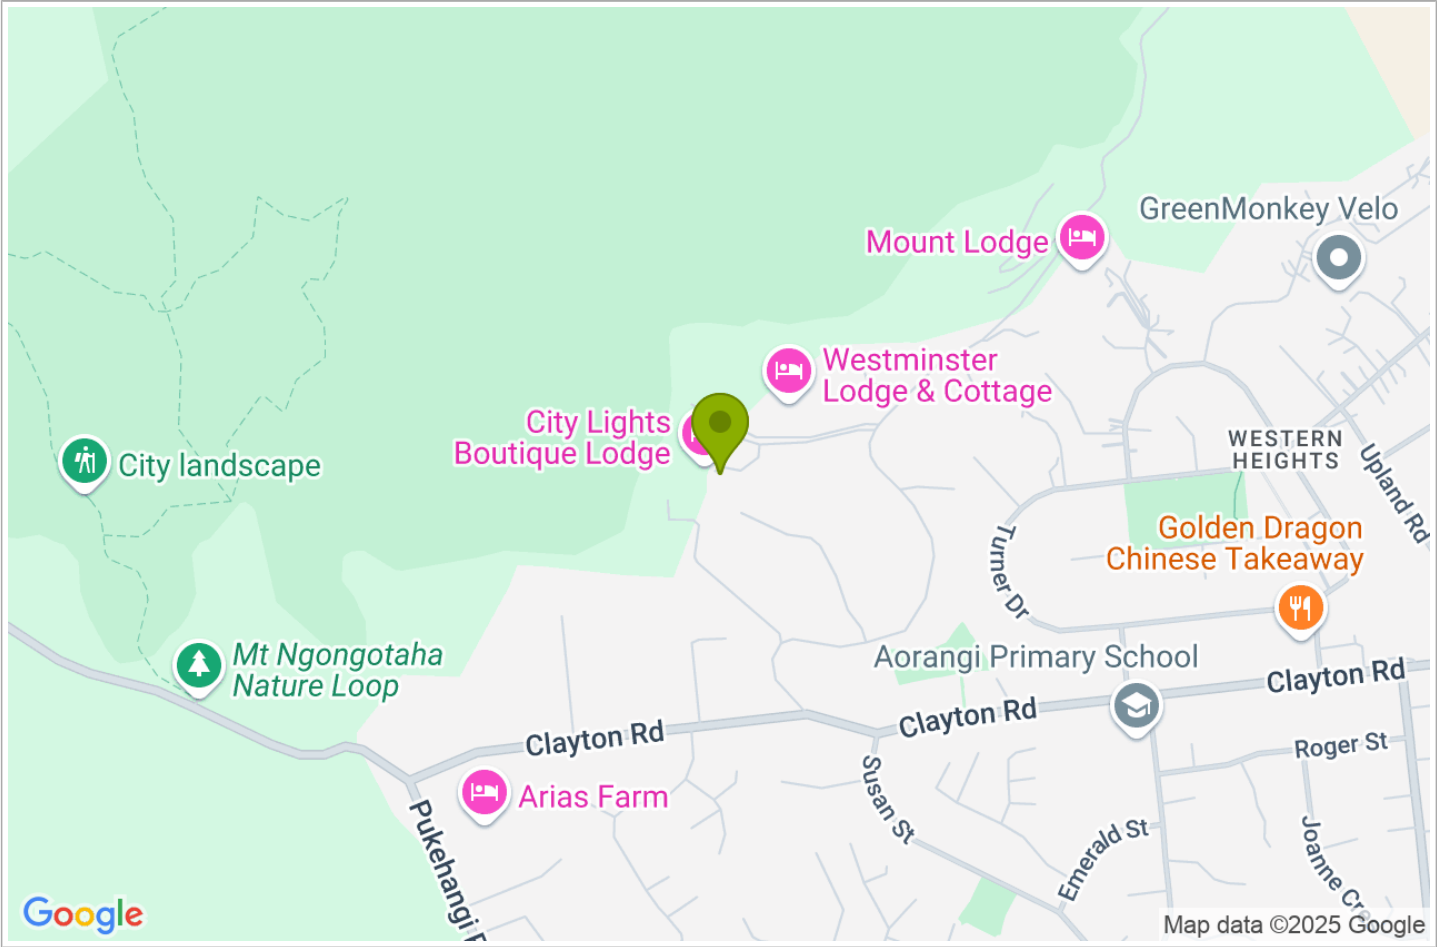 GreenMonkey Velo
Mount Lodge
Westminster
Lodge & Cottage
City Lights
Boutique Lodge
City landscape
WESTERN
HEIGHTS
Upland Rd
Golden Dragon
Chinese Takeaway
Turner Dr
Mt Ngongotaha
Nature Loop
Aorangi Primary School
Clayton Rd
Clayton Rd
Clayton Rd
Roger St
Arias Farm
Susan St
Pukehangi
Emerald St
Joanne Cre
Google
Map data ©2025 Google